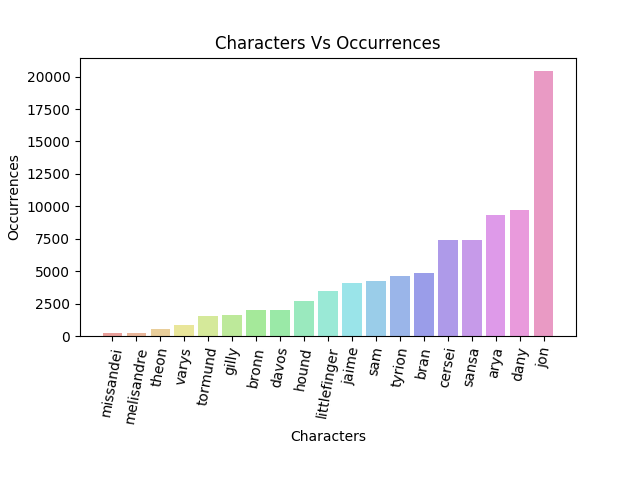 Characters Vs Occurrences
20000
17500
15000
12500
10000
7500
5000
2500
0
Occurrences
missandei
melisandre
theon
varys
tormund
gilly
bronn
davos
hound
littlefinger
jaime
sam
tyrion
bran
cersei
sansa
arya
dany
jon
Characters